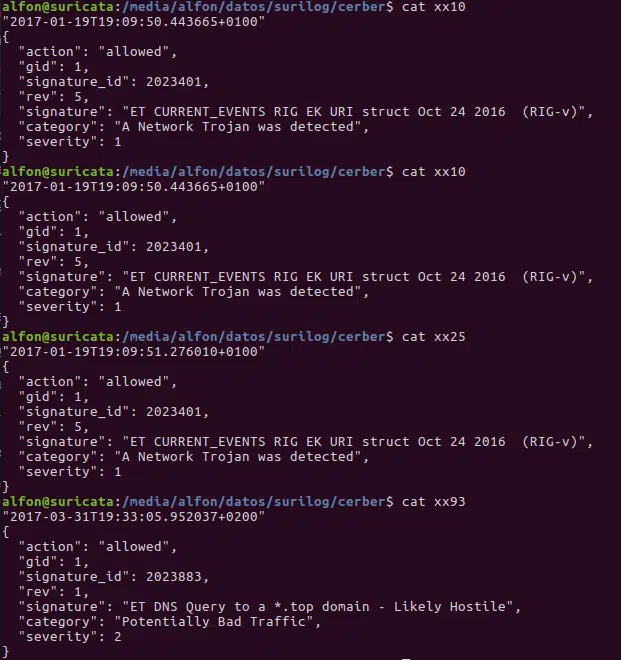 alfon@suricata:/media/alfon/datos/surilog/cerber$ cat xx10
"2017-01-19T19:09:50.443665+0100"
{
  "action": "allowed",
  "gid": 1,
  "signature_id": 2023401,
  "rev": 5,
  "signature": "ET CURRENT_EVENTS RIG EK URI struct Oct 24 2016  (RIG-v)",
  "category": "A Network Trojan was detected",
  "severity": 1
}
alfon@suricata:/media/alfon/datos/surilog/cerber$ cat xx10
"2017-01-19T19:09:50.443665+0100"
{
  "action": "allowed",
  "gid": 1,
  "signature_id": 2023401,
  "rev": 5,
  "signature": "ET CURRENT_EVENTS RIG EK URI struct Oct 24 2016  (RIG-v)",
  "category": "A Network Trojan was detected",
  "severity": 1
}
alfon@suricata:/media/alfon/datos/surilog/cerber$ cat xx25
"2017-01-19T19:09:51.276010+0100"
{
  "action": "allowed",
  "gid": 1,
  "signature_id": 2023401,
  "rev": 5,
  "signature": "ET CURRENT_EVENTS RIG EK URI struct Oct 24 2016  (RIG-v)",
  "category": "A Network Trojan was detected",
  "severity": 1
}
alfon@suricata:/media/alfon/datos/surilog/cerber$ cat xx93
"2017-03-31T19:33:05.952037+0200"
{
  "action": "allowed",
  "gid": 1,
  "signature_id": 2023883,
  "rev": 1,
  "signature": "ET DNS Query to a *.top domain - Likely Hostile",
  "category": "Potentially Bad Traffic",
  "severity": 2
}